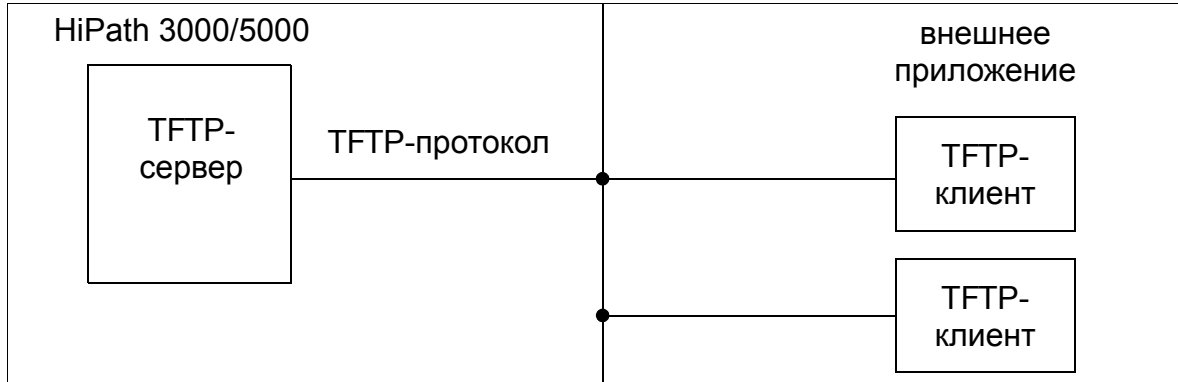 HiPath 3000/5000
внешнее
приложение
TFTP-
сервер
TFTP-протокол
TFTP-
клиент
TFTP-
клиент